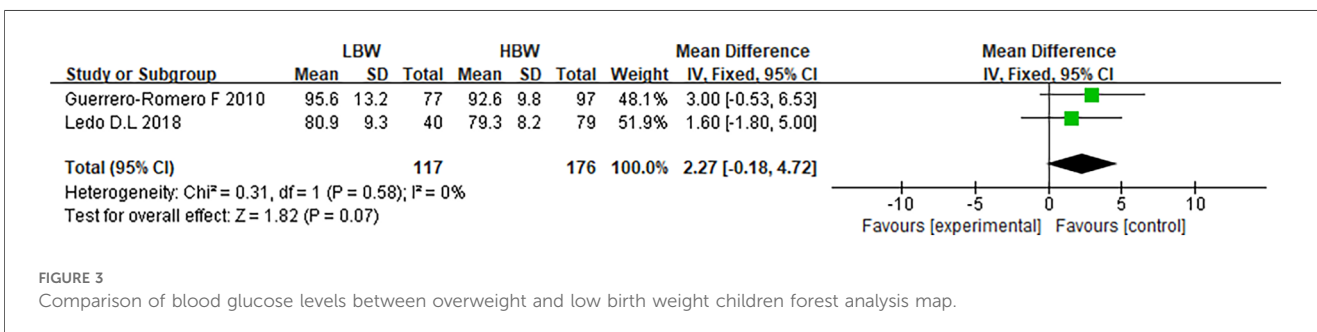 LBW HBW Mean Difference Mean Difference
Study or Subgroup Mean SD Total Mean SD Total Weight IV, Fixed, 95% CI IV, Fixed, 95% CI
Guerrero-Romero F 2010 95.6 13.2 77 92.6 9.8 97 48.1% 3.00 [-0.53, 6.53]
Ledo D.L 2018 80.9 9.3 40 79.3 8.2 79 51.9% 1.60 [-1.80, 5.00]
Total (95% CI) 117 176 100.0% 2.27 [-0.18, 4.72]
Heterogeneity: Chi² = 0.31, df = 1 (P = 0.58); I² = 0%
Test for overall effect: Z = 1.82 (P = 0.07)
-10 -5 0 5 10
Favours [experimental] Favours [control]
FIGURE 3
Comparison of blood glucose levels between overweight and low birth weight children forest analysis map.